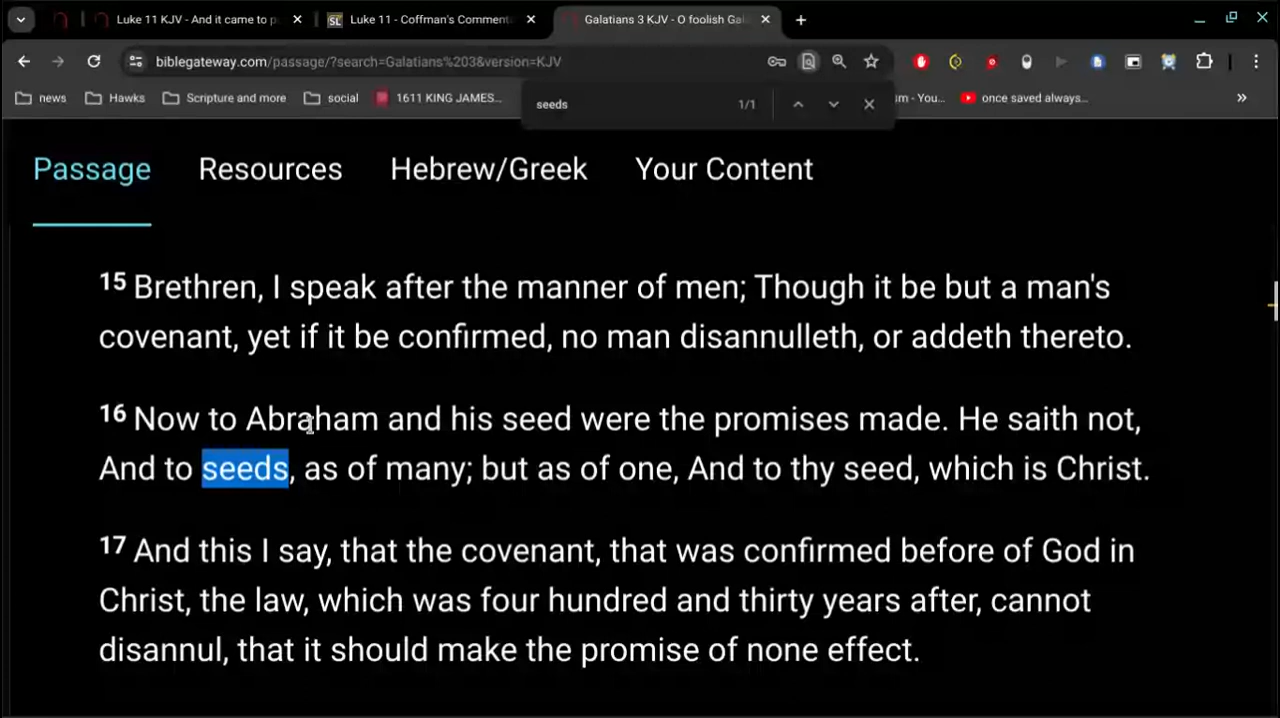 Luke 11 KJV - And it came to p
SL Luke 11 - Coffman's Comment
Galatians 3 KJV - O foolish Gal
biblegateway.com/passage/?search=Galatians%203&version=KJV
news Hawks Scripture and more social 1611 KING JAMES... sm - You... once saved always...
seeds 1/1
Passage Resources Hebrew/Greek Your Content
15 Brethren, I speak after the manner of men; Though it be but a man's
covenant, yet if it be confirmed, no man disannulleth, or addeth thereto.
16 Now to Abraham and his seed were the promises made. He saith not,
And to seeds, as of many; but as of one, And to thy seed, which is Christ.
17 And this I say, that the covenant, that was confirmed before of God in
Christ, the law, which was four hundred and thirty years after, cannot
disannul, that it should make the promise of none effect.